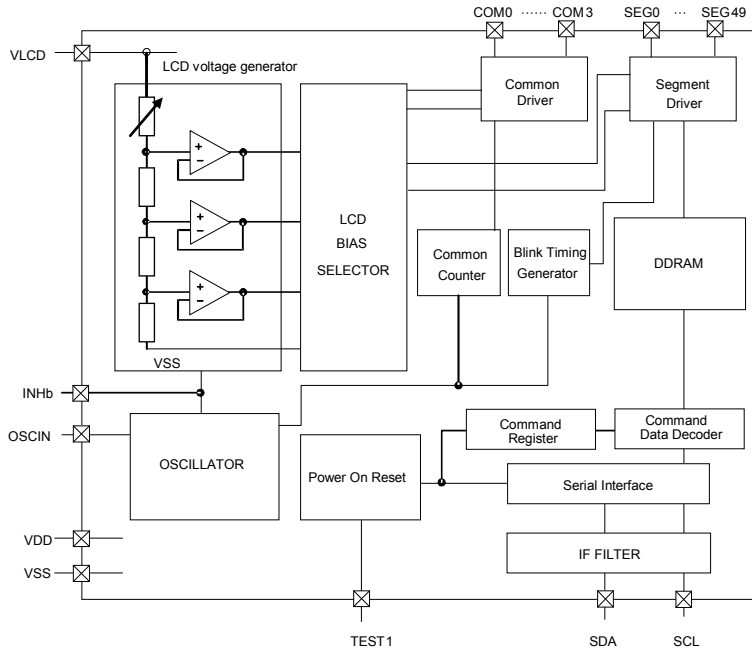 COM0 ······ COM3 SEG0 ··· SEG49
VLCD
LCD voltage generator
Common
Driver
Segment
Driver
+
−
+
−
+
−
LCD
BIAS
SELECTOR
Common
Counter
Blink Timing
Generator
DDRAM
VSS
INHb
OSCIN
OSCILLATOR
Power On Reset
Command
Register
Command
Data Decoder
Serial Interface
IF FILTER
VDD
VSS
TEST1
SDA
SCL